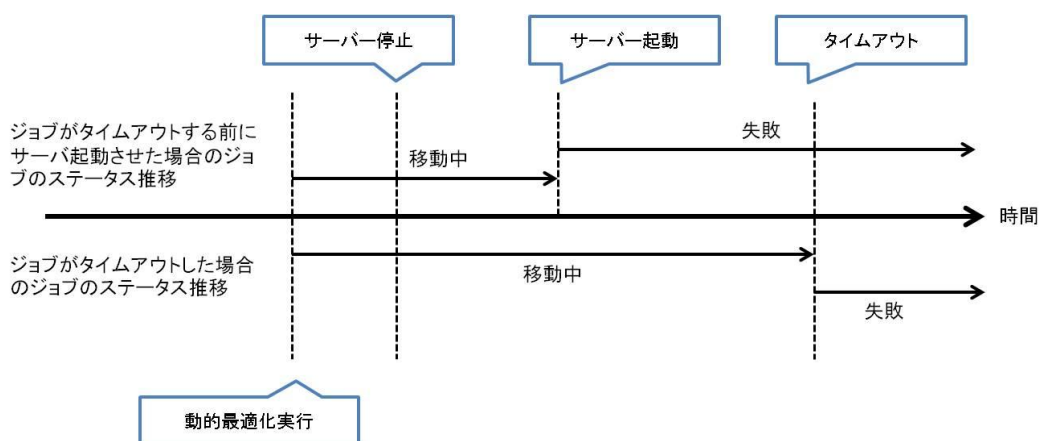 サーバー停止
サーバー起動
タイムアウト
ジョブがタイムアウトする前に
サーバ起動させた場合のジョ
ブのステータス推移
移動中
失敗
時間
ジョブがタイムアウトした場合
のジョブのステータス推移
移動中
失敗
動的最適化実行